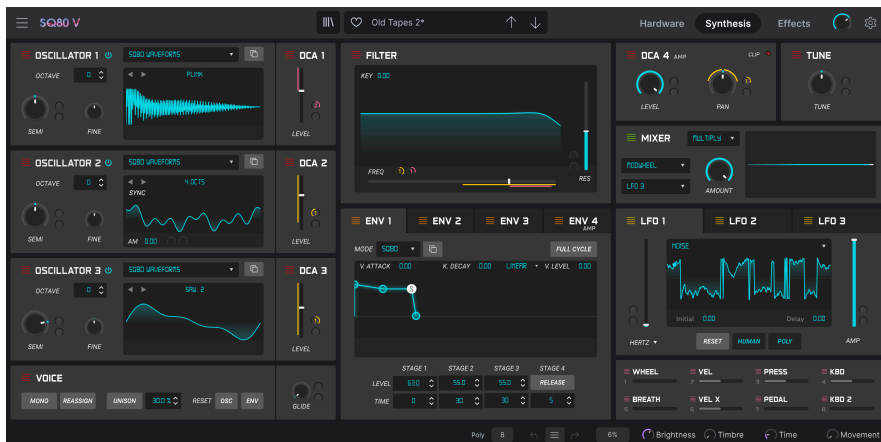 SQ80 V
Old Tapes 2*
Hardware Synthesis Effects
OSCILLATOR 1
SQ80 WAVEFORMS
OCTAVE 0
PLINK
SEMI FINE
DCA 1
LEVEL
FILTER
KEY 0.00
FREQ
RES
DCA 4 AMP
CLIP
LEVEL
PAN
TUNE
TUNE
OSCILLATOR 2
SQ80 WAVEFORMS
OCTAVE 0
4 OCTS
SYNC
AM 0.00
SEMI FINE
DCA 2
LEVEL
MIXER
MULTIPLY
MODWHEEL
LFO 3
AMOUNT
OSCILLATOR 3
SQ80 WAVEFORMS
OCTAVE 0
SAW 2
SEMI FINE
DCA 3
LEVEL
ENV 1 ENV 2 ENV 3 ENV 4
AMP
MODE SQ80
FULL CYCLE
V. ATTACK 0.00 K. DECAY 0.00 LINEAR V. LEVEL 0.00
S
STAGE 1 STAGE 2 STAGE 3 STAGE 4
LEVEL 63.0 55.0 55.0 RELEASE
TIME 0 30 30 5
LFO 1 LFO 2 LFO 3
NOISE
Initial 0.00 Delay 0.00
HERTZ
RESET HUMAN POLY
AMP
VOICE
MONO REASSIGN UNISON 30.0 % RESET OSC ENV
GLIDE
WHEEL VEL PRESS KBD
1 2 3 4
BREATH VEL X PEDAL KBD 2
5 6 7 8
Poly 8
6%
Brightness Timbre Time Movement